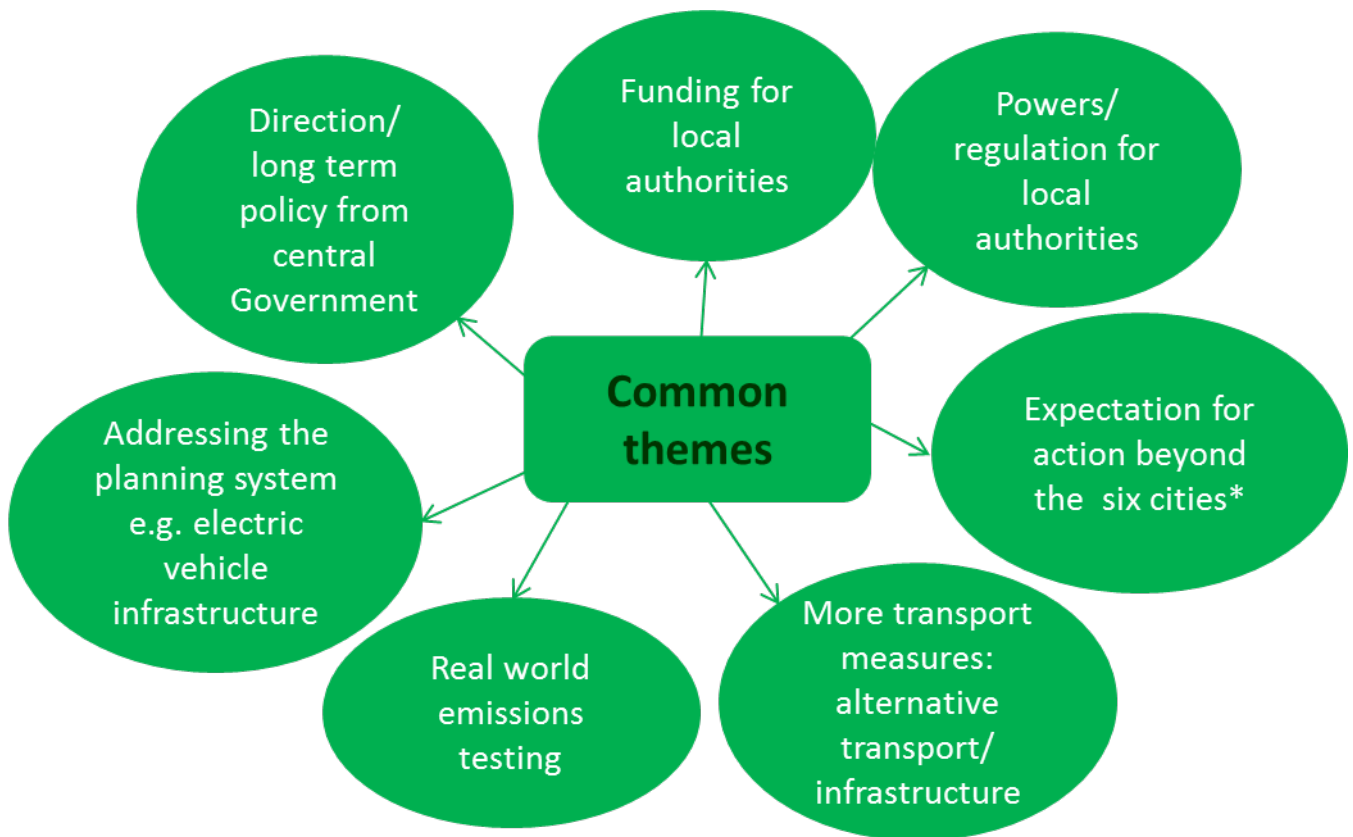 Direction/
long term
policy from
central
Government
Funding for
local
authorities
Powers/
regulation for
local
authorities
Common
themes
Expectation for
action beyond
the six cities*
Addressing the
planning system
e.g. electric
vehicle
infrastructure
Real world
emissions
testing
More transport
measures:
alternative
transport/
infrastructure